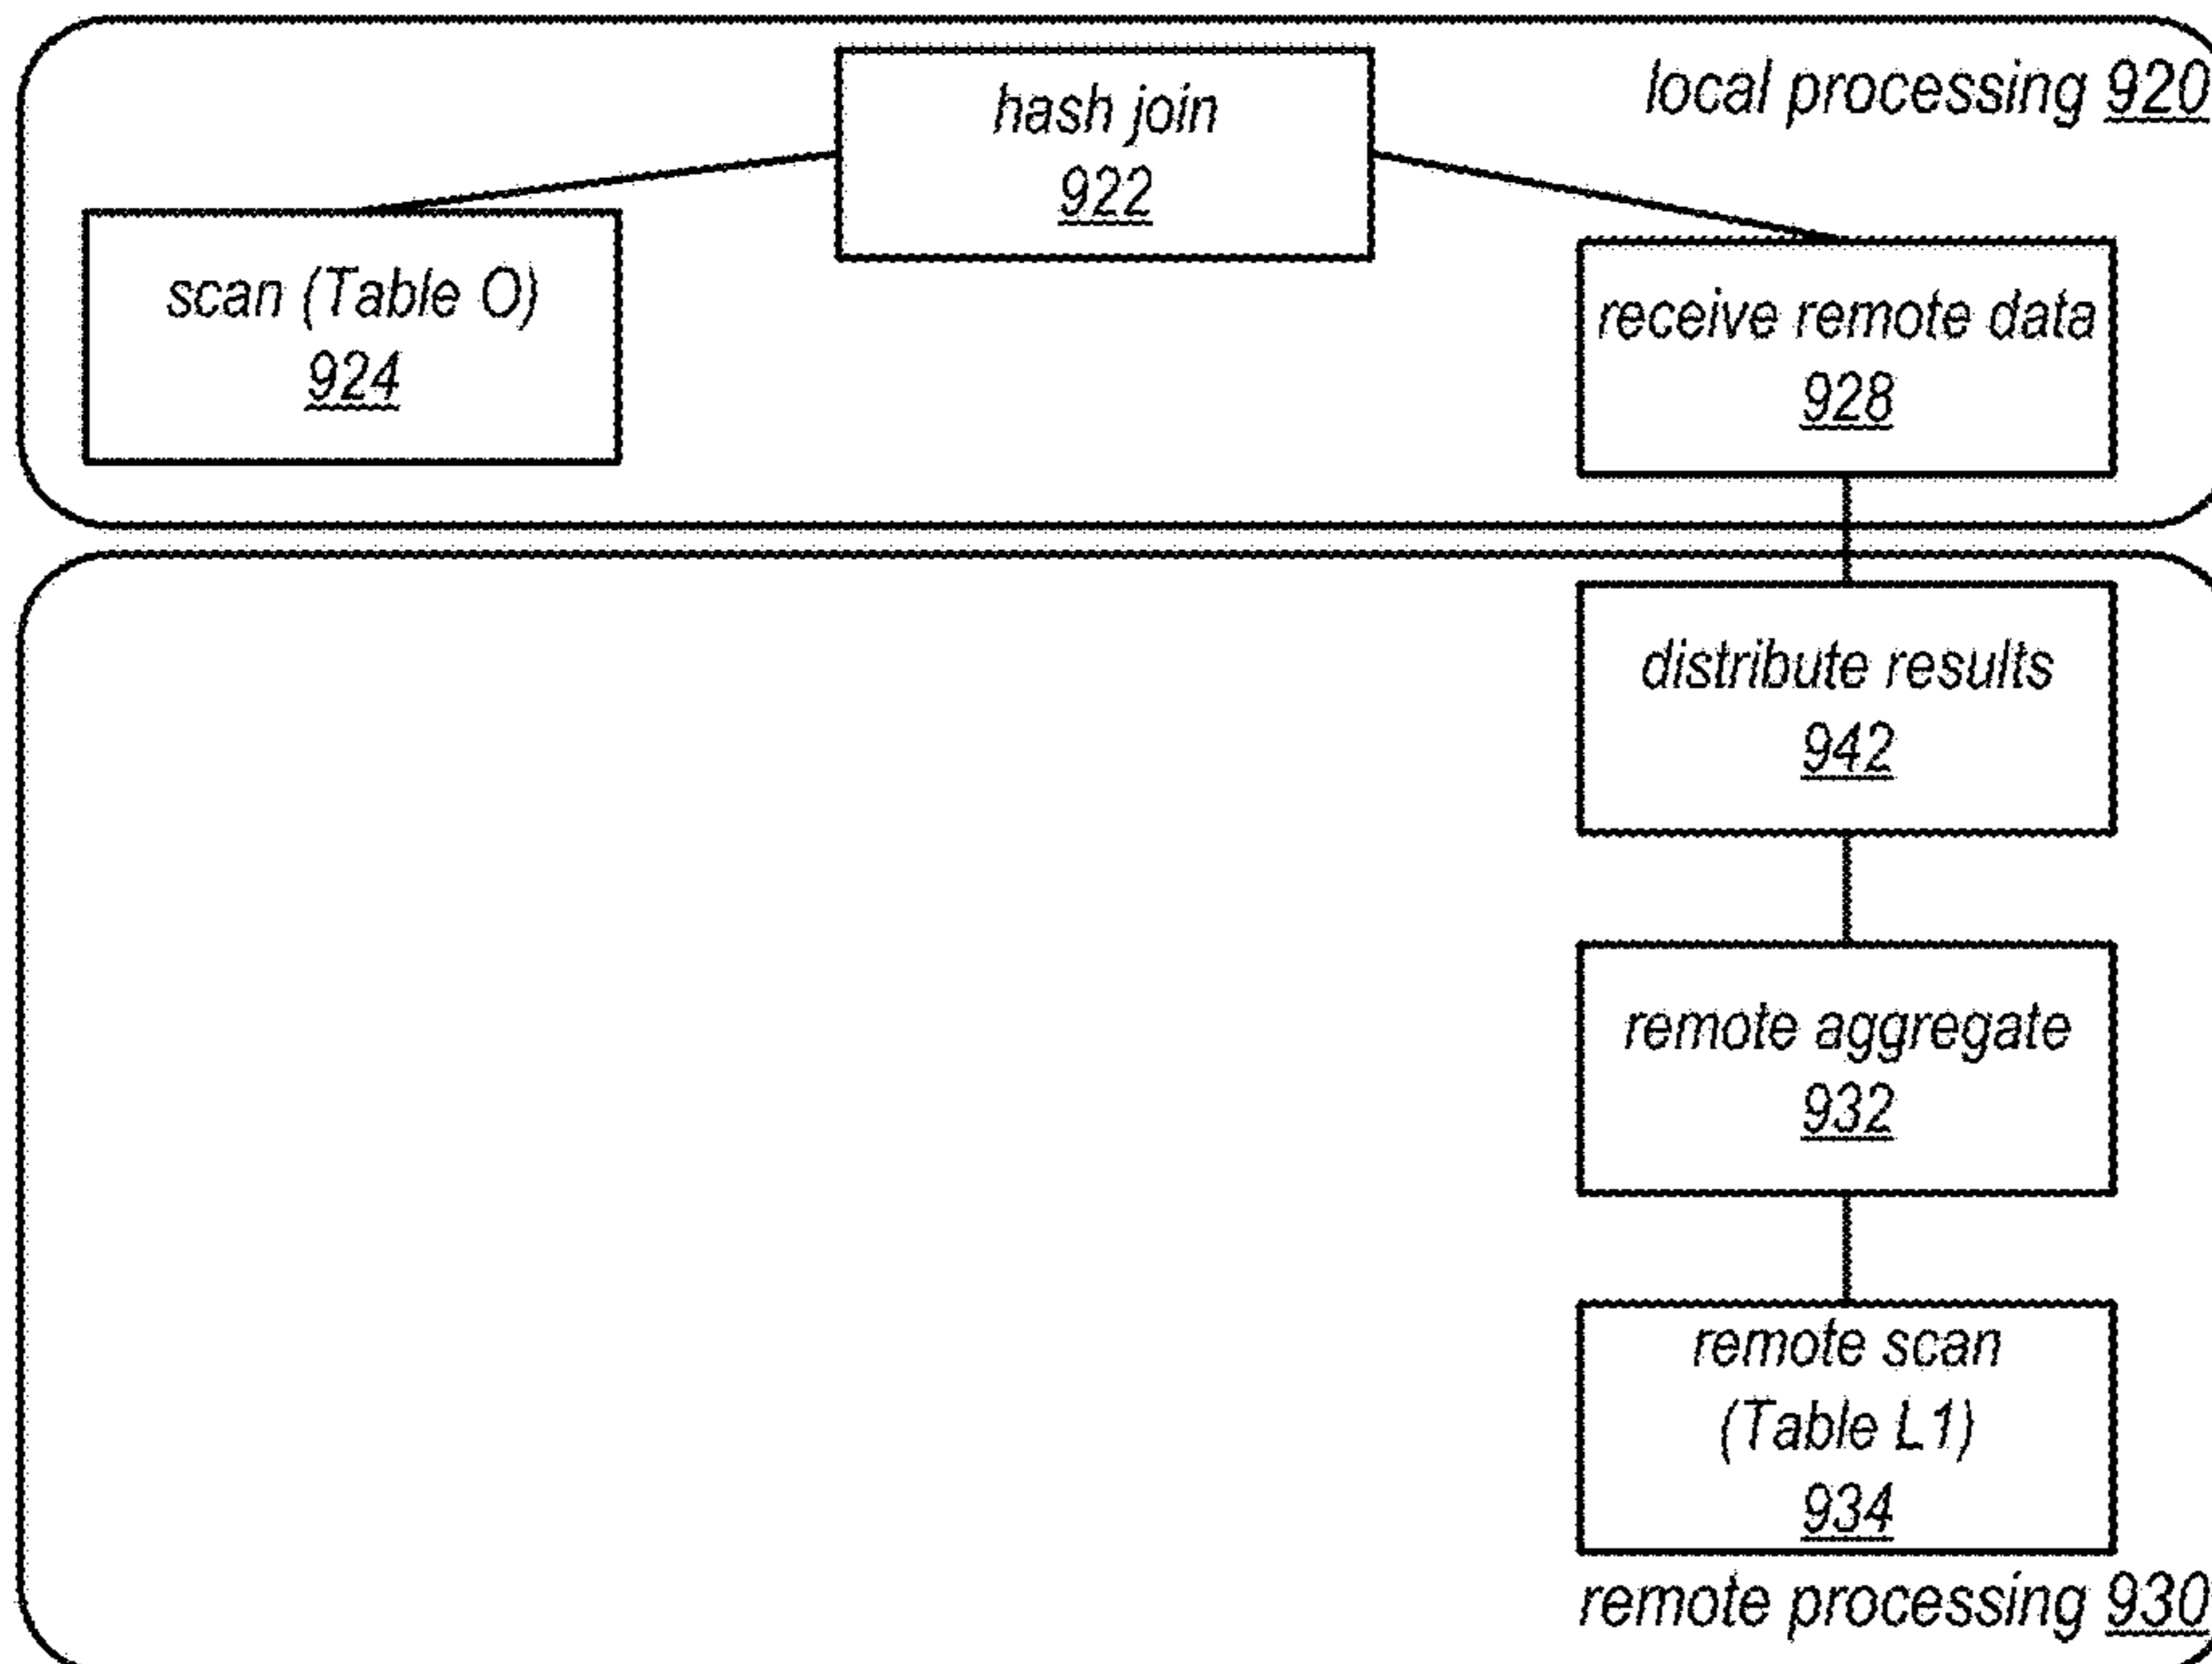 local processing 920
hash join
922
scan (Table O)
924
receive remote data
928
distribute results
942
remote aggregate
932
remote scan
(Table L1)
934
remote processing 930